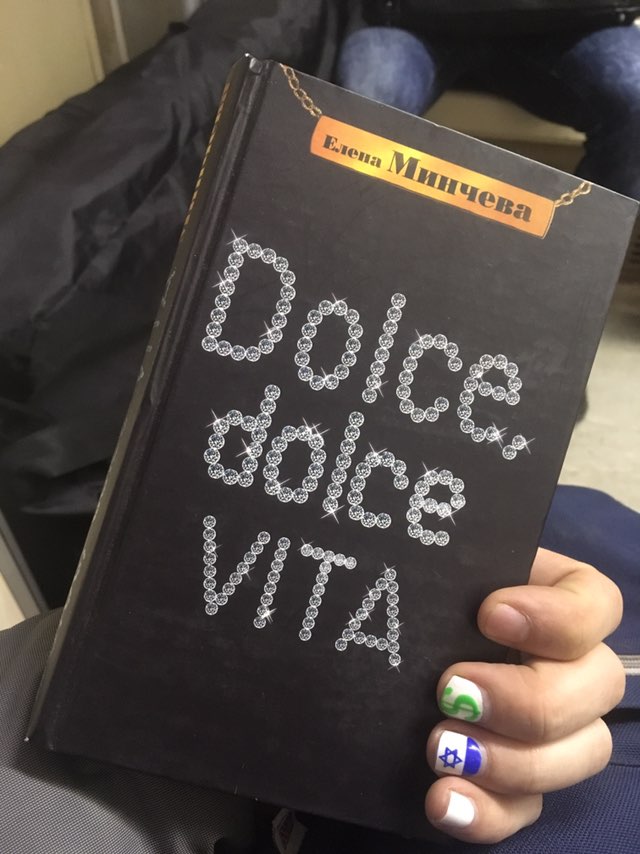 Елена Минчева
Dolce,
dolce
VITA
$